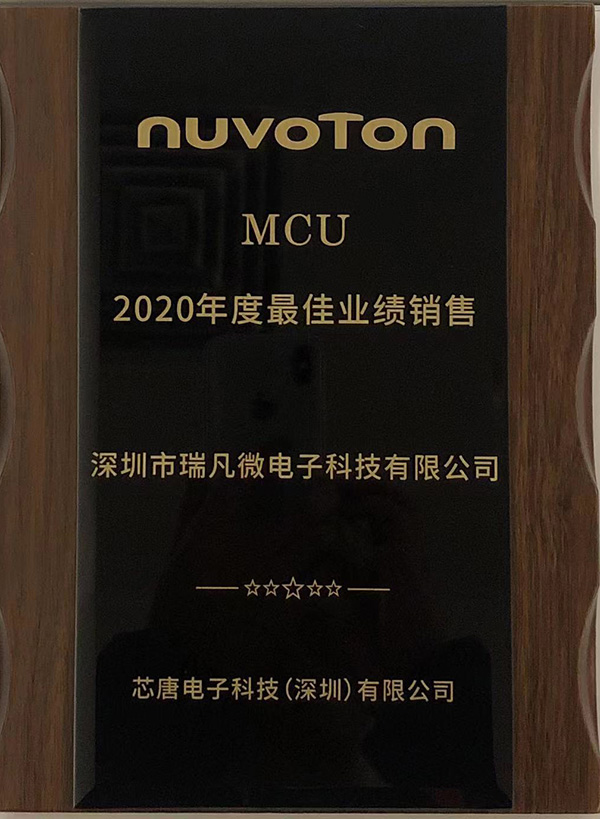 nuvoTon
MCU
2020年度最佳业绩销售
深圳市瑞凡微电子科技有限公司
芯唐电子科技(深圳)有限公司